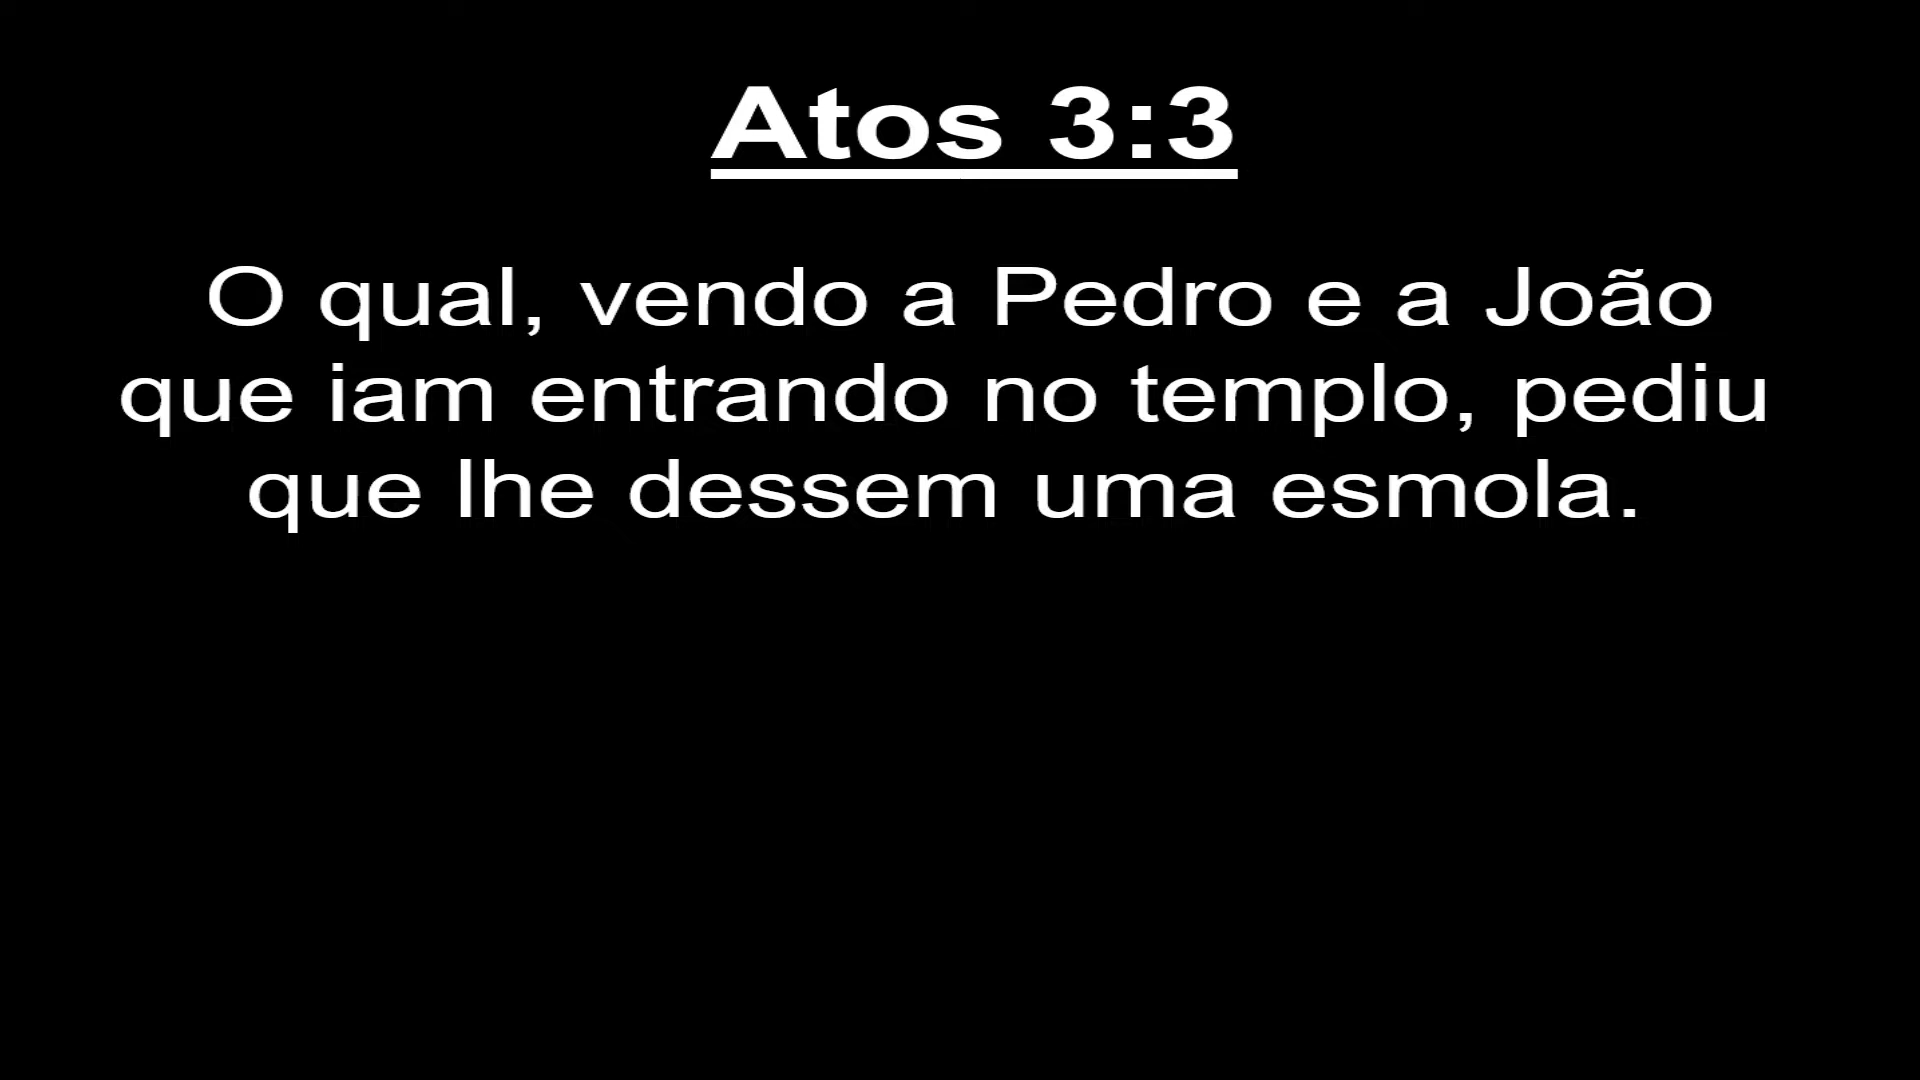 Atos 3:3
O qual, vendo a Pedro e a João
que iam entrando no templo, pediu
que lhe dessem uma esmola.